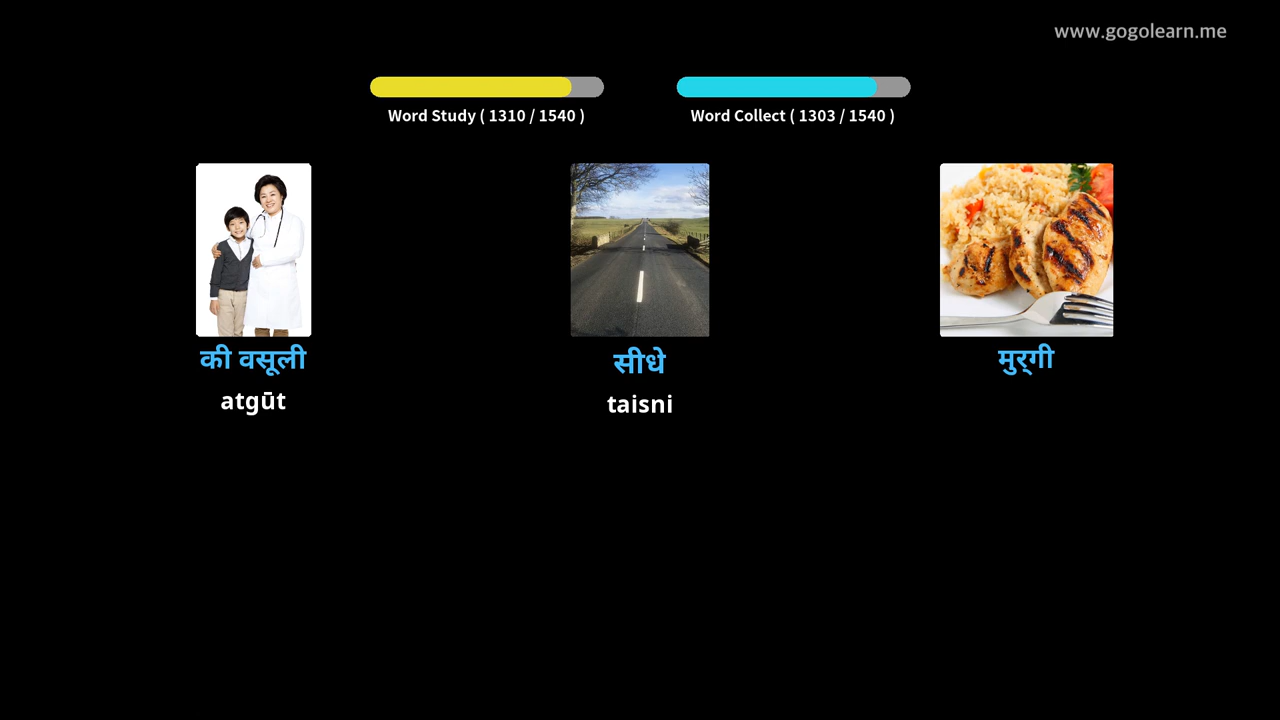 www.gogolearn.me
Word Study ( 1310 / 1540 )
Word Collect ( 1303 / 1540 )
की वसूली
सीधे
मुर्‌गी
atgūt
taisni